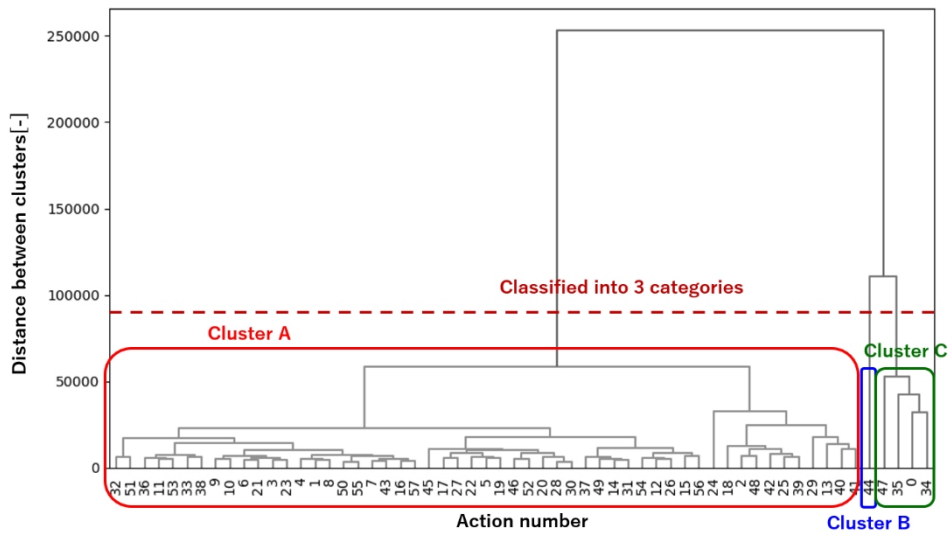 250000
200000
150000
100000
50000
0
Distance between clusters[-]
Classified into 3 categories
Cluster A
Cluster C
32 51 36 11 53 33 38 9 10 6 21 3 23 4 1 8 50 55 7 43 16 57 45 17 27 22 5 19 46 52 20 28 30 37 49 14 31 54 12 26 15 56 24 18 2 48 42 25 39 29 13 40 41 44 47 35 0 34
Action number
Cluster B